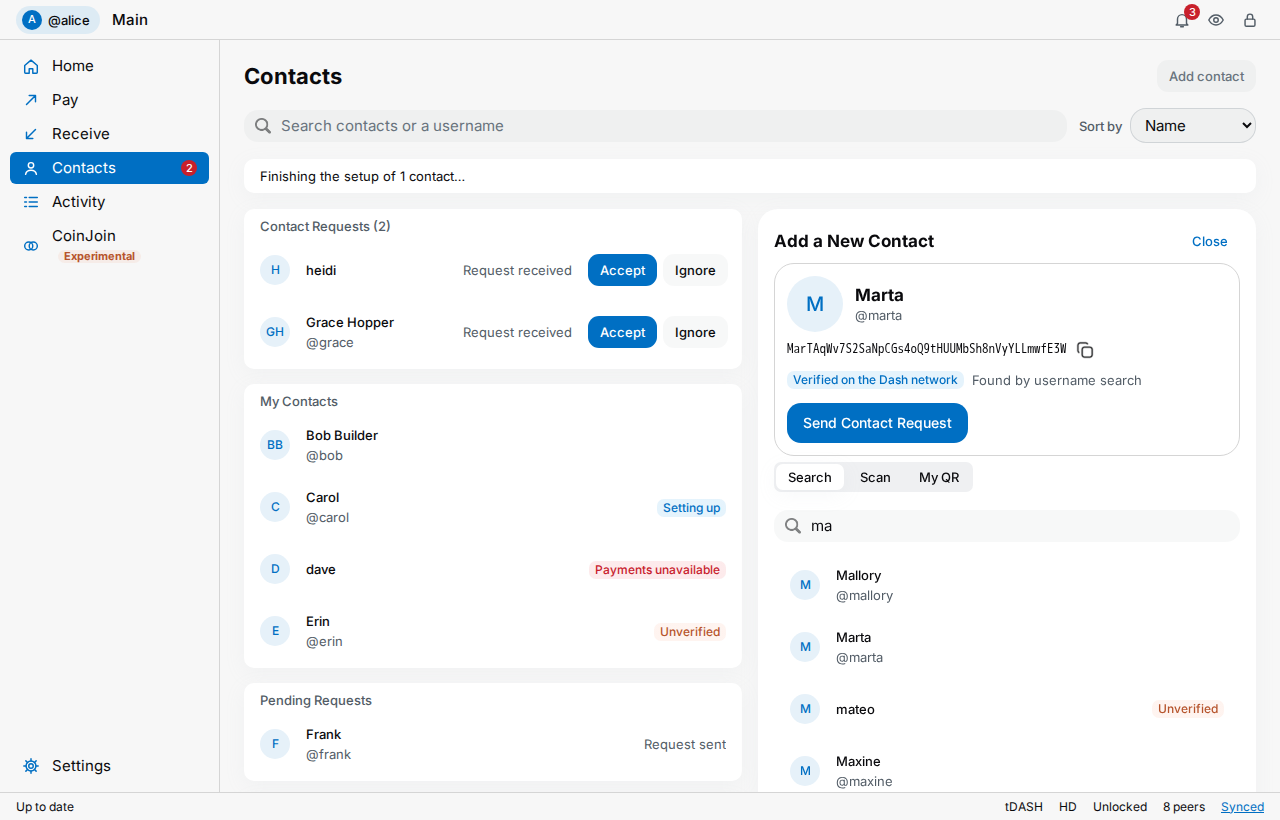 A @alice Main 3
Home
Pay
Receive
Contacts 2
Activity
CoinJoin
Experimental
Settings
Contacts
Add contact
Search contacts or a username
Sort by Name
Finishing the setup of 1 contact...
Contact Requests (2)
H heidi Request received Accept Ignore
GH Grace Hopper
@grace
Request received Accept Ignore
My Contacts
BB Bob Builder
@bob
C Carol
@carol
Setting up
D dave Payments unavailable
E Erin
@erin
Unverified
Pending Requests
F Frank
@frank
Request sent
Add a New Contact Close
M Marta
@marta
MarTAqWv7S2SaNpCGs4oQ9tHUUMbSh8nVyYLLmwfE3W
Verified on the Dash network Found by username search
Send Contact Request
Search Scan My QR
ma
M Mallory
@mallory
M Marta
@marta
M mateo Unverified
M Maxine
@maxine
Up to date tDASH HD Unlocked 8 peers Synced